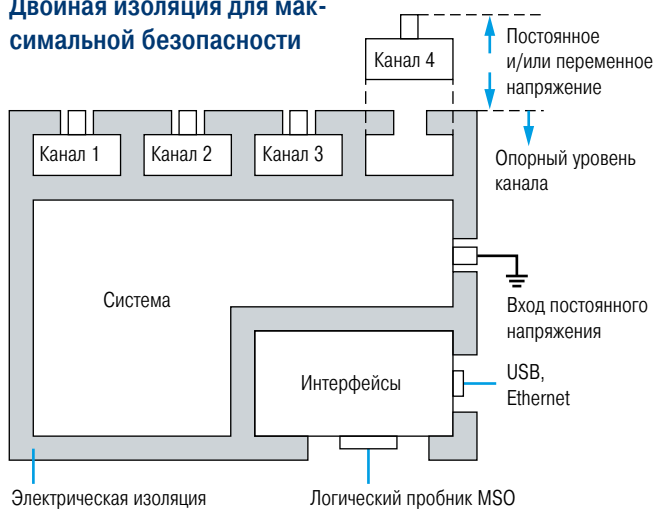 Двойная изоляция для мак-
симальной безопасности
Канал 4
Постоянное
и/или переменное
напряжение
Канал 1
Канал 2
Канал 3
Опорный уровень
канала
Система
Вход постоянного
напряжения
Интерфейсы
USB,
Ethernet
Электрическая изоляция
Логический пробник MSO